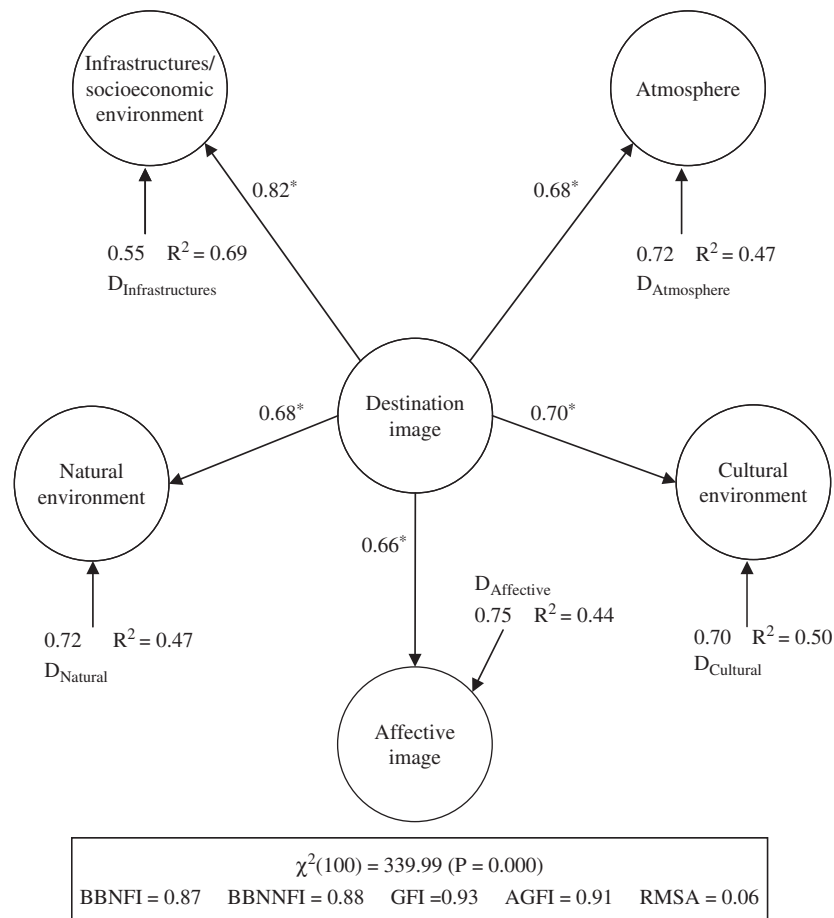 Infrastructures/
socioeconomic
environment
Atmosphere
0.82*
0.68*
0.55 R² = 0.69
D_Infrastructures
0.72 R² = 0.47
D_Atmosphere
Destination
image
0.68*
0.70*
Natural
environment
Cultural
environment
0.66*
D_Affective
0.75 R² = 0.44
0.72 R² = 0.47
D_Natural
0.70 R² = 0.50
D_Cultural
Affective
image
χ²(100) = 339.99 (P = 0.000)
BBNFI = 0.87 BBNNFI = 0.88 GFI =0.93 AGFI = 0.91 RMSA = 0.06